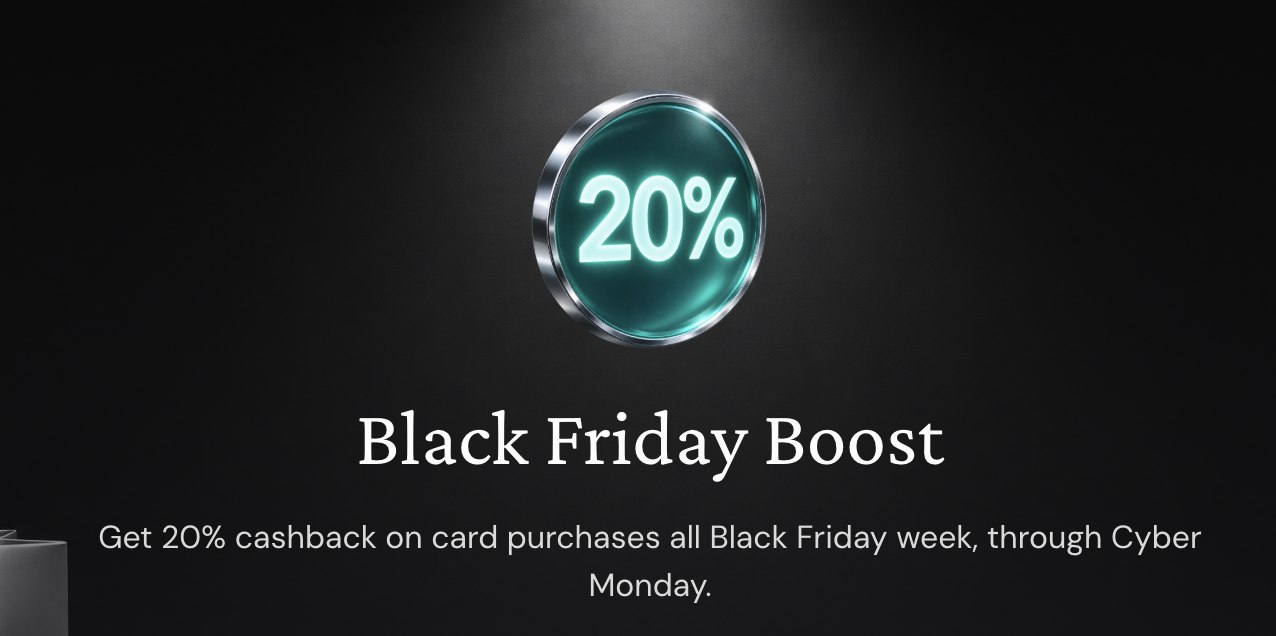 20%
Black Friday Boost
Get 20% cashback on card purchases all Black Friday week, through Cyber
Monday.